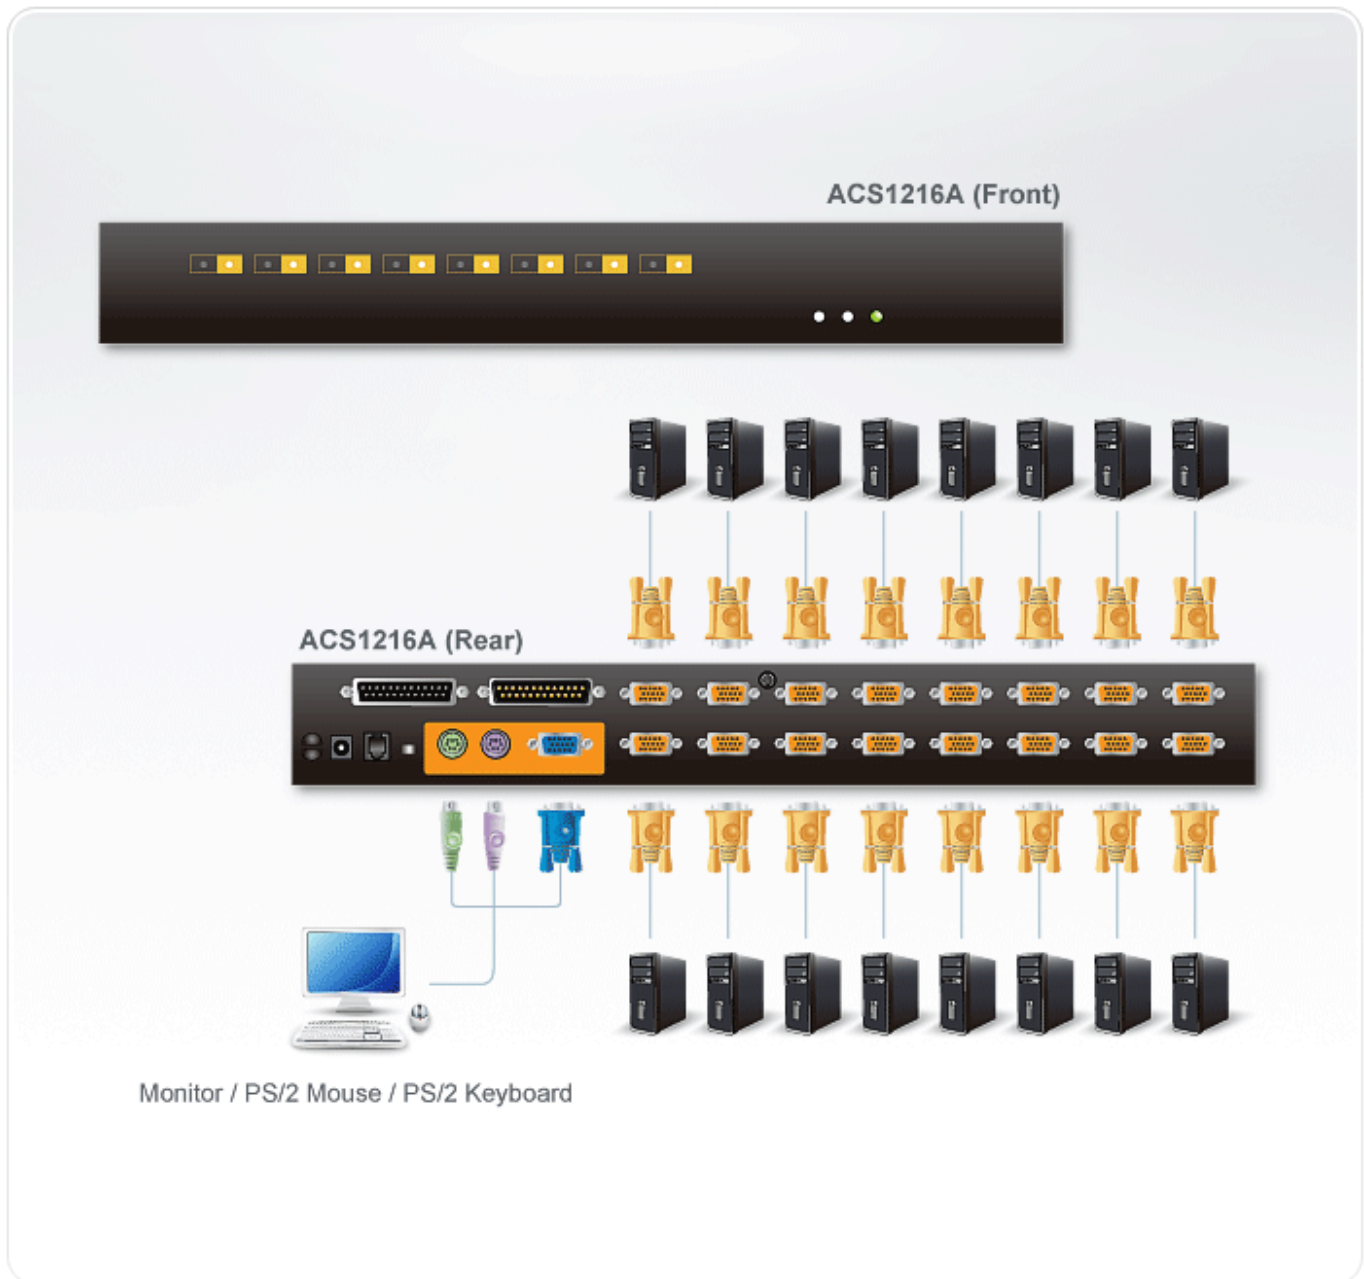 ACS1216A (Front)
ACS1216A (Rear)
Monitor / PS/2 Mouse / PS/2 Keyboard